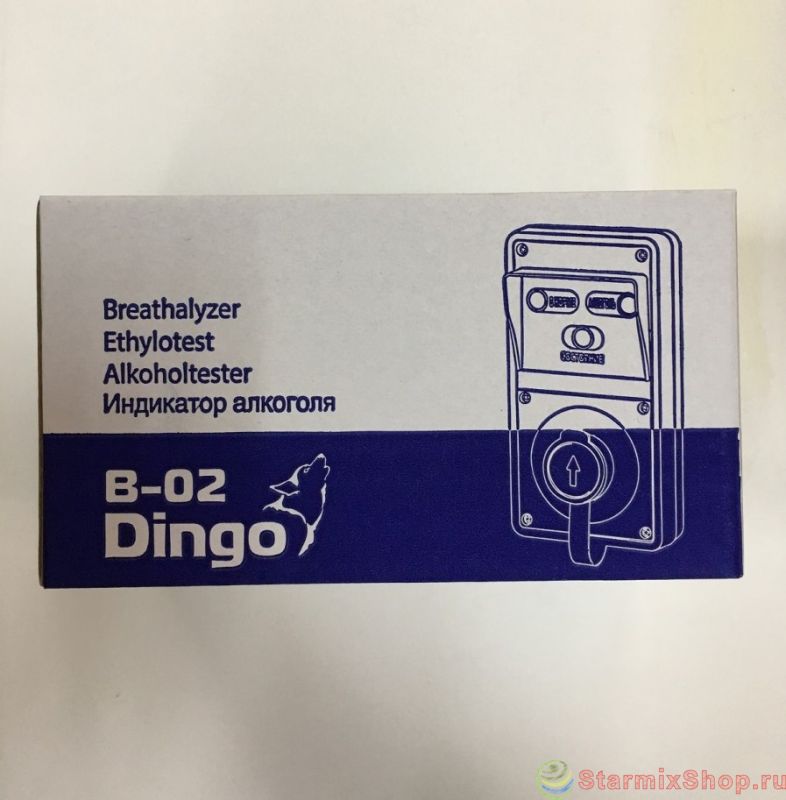 Breathalyzer
Ethylotest
Alkoholtester
Индикатор алкоголя
B-02
Dingo
StarmixShop.ru